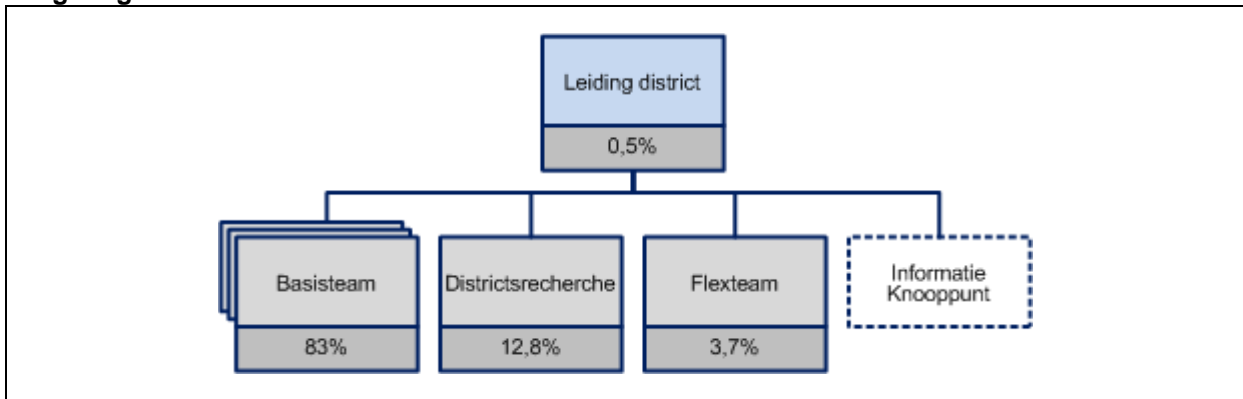 Leiding district
0,5%
Basisteam
83%
Districtsrecherche
12,8%
Flexteam
3,7%
Informatie
Knooppunt